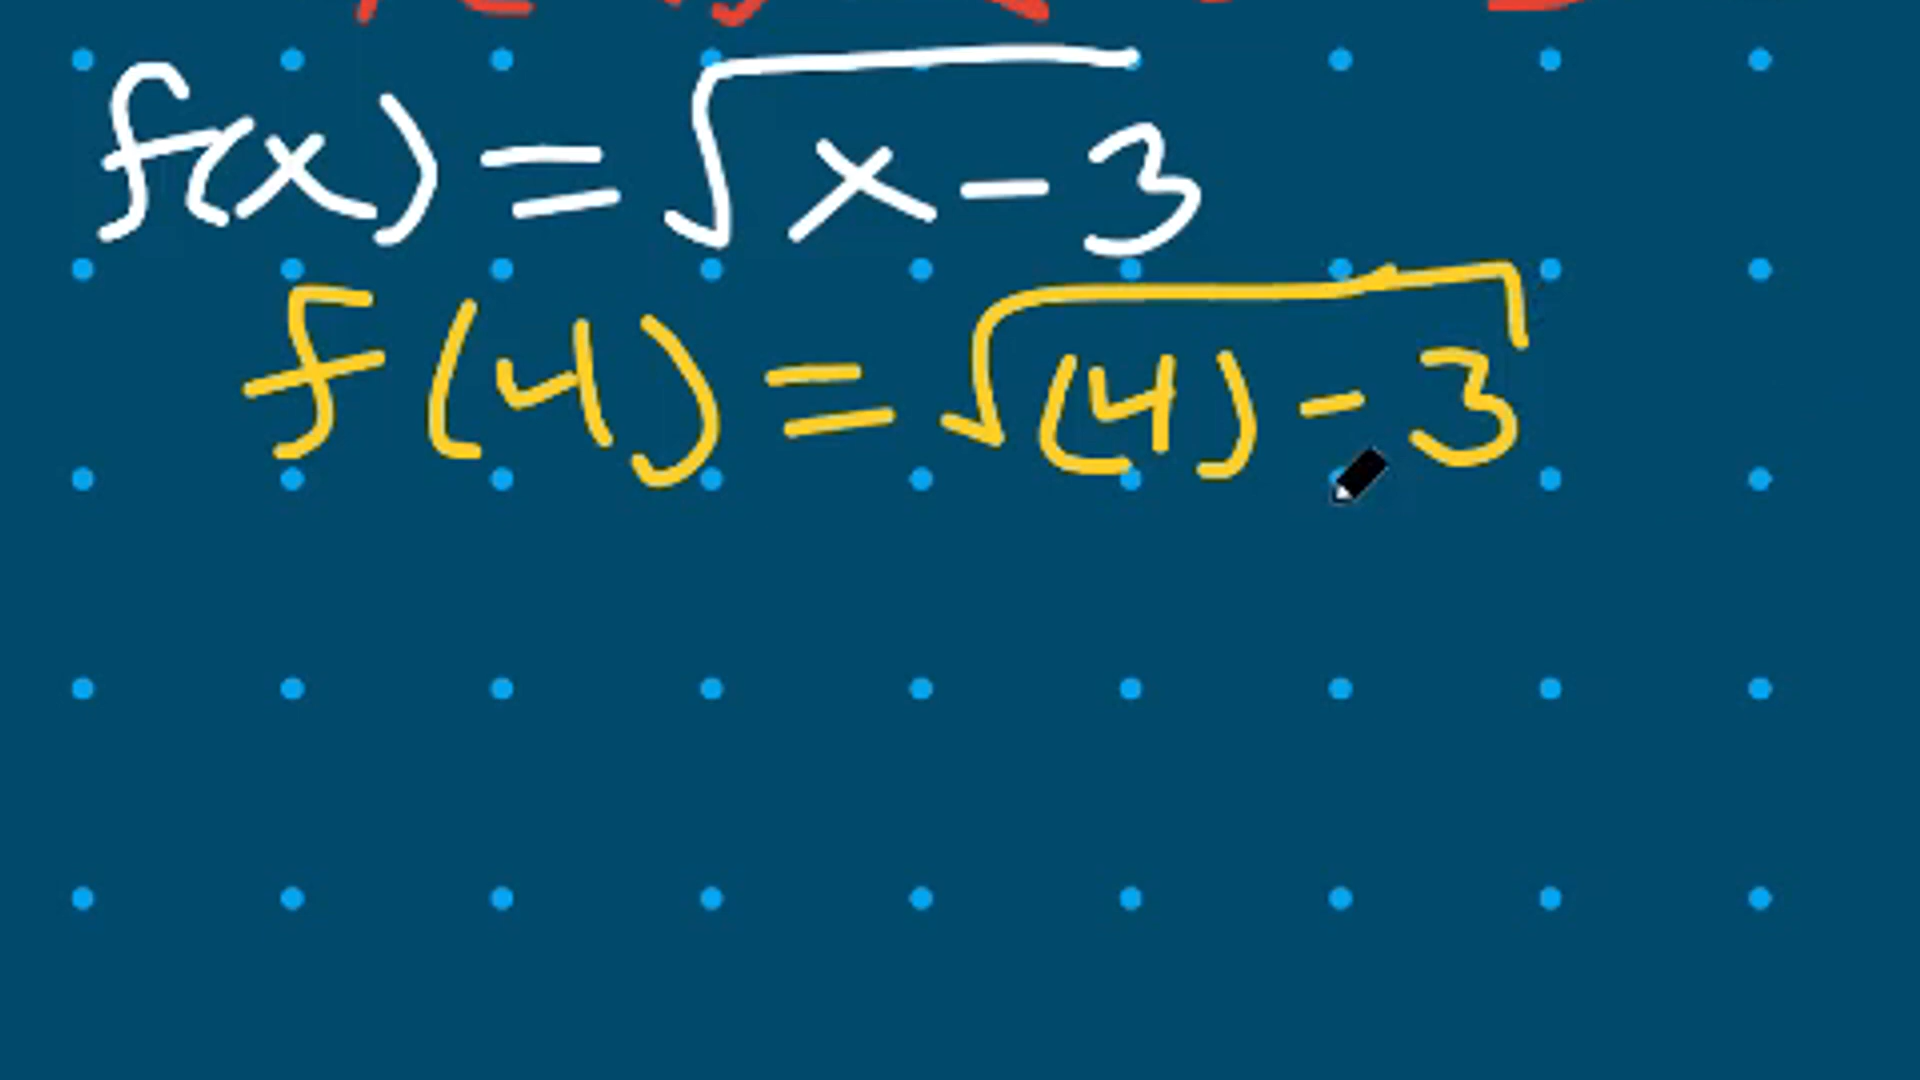 f(x) = √x - 3
f(4) = √(4) - 3